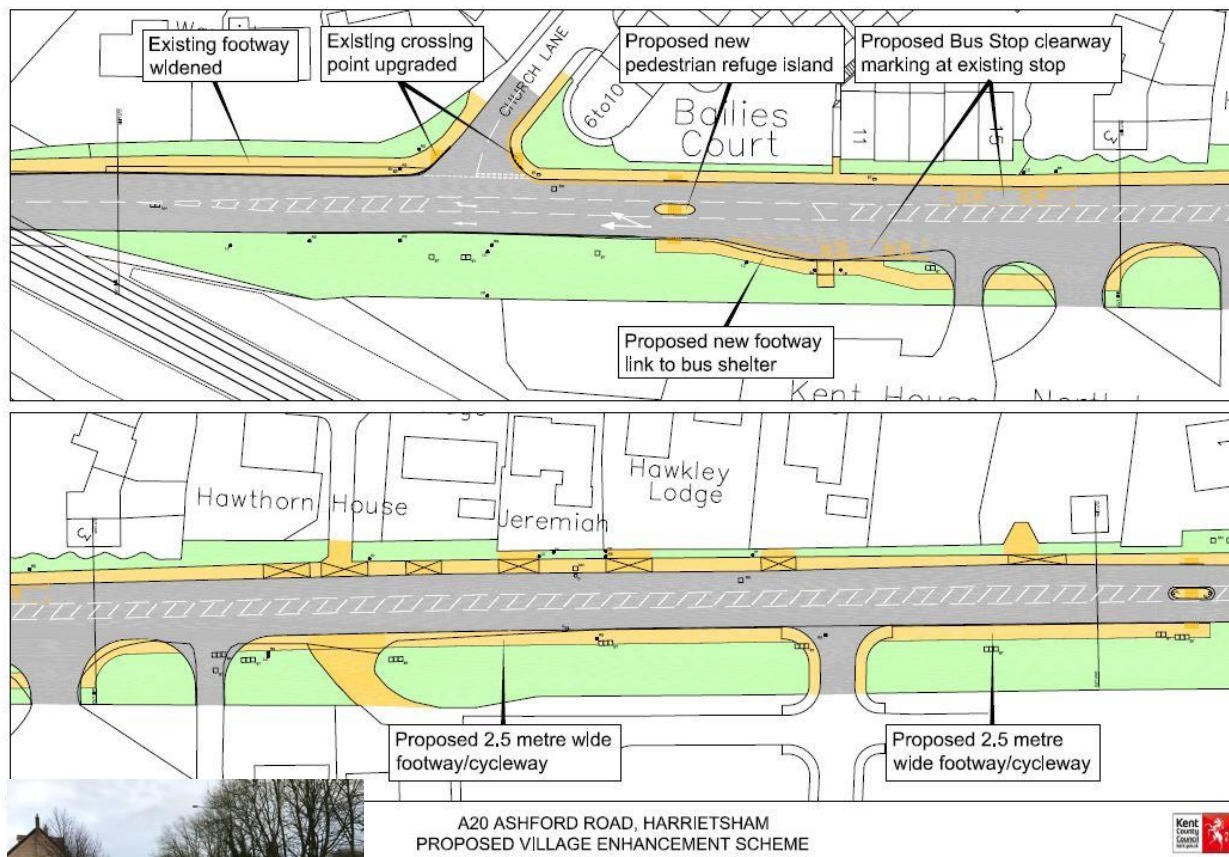 Existing footway
widened
Existing crossing
point upgraded
CHURCH LANE
6to10
Proposed new
pedestrian refuge island
Proposed Bus Stop clearway
marking at existing stop
Bailies
Court
11
15
Proposed new footway
link to bus shelter
Kent House
Hawthorn House
Jeremiah
Hawkley
Lodge
Proposed 2.5 metre wide
footway/cycleway
Proposed 2.5 metre
wide footway/cycleway
A20 ASHFORD ROAD, HARRIETSHAM
PROPOSED VILLAGE ENHANCEMENT SCHEME
Kent
County
Council